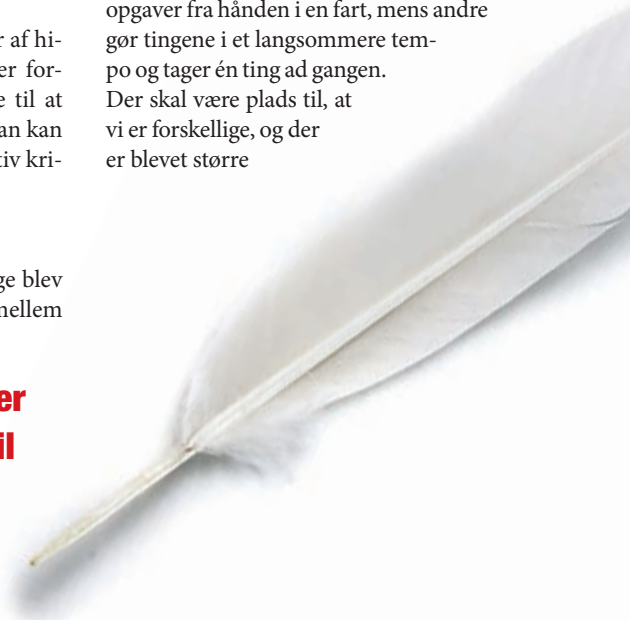 r af hi-
er for-
e til at
an kan
tiv kri-
ge blev
mellem
er
il
opgaver fra hånden i en fart, mens andre
gør tingene i et langsommere tem-
po og tager én ting ad gangen.
Der skal være plads til, at
vi er forskellige, og der
er blevet større